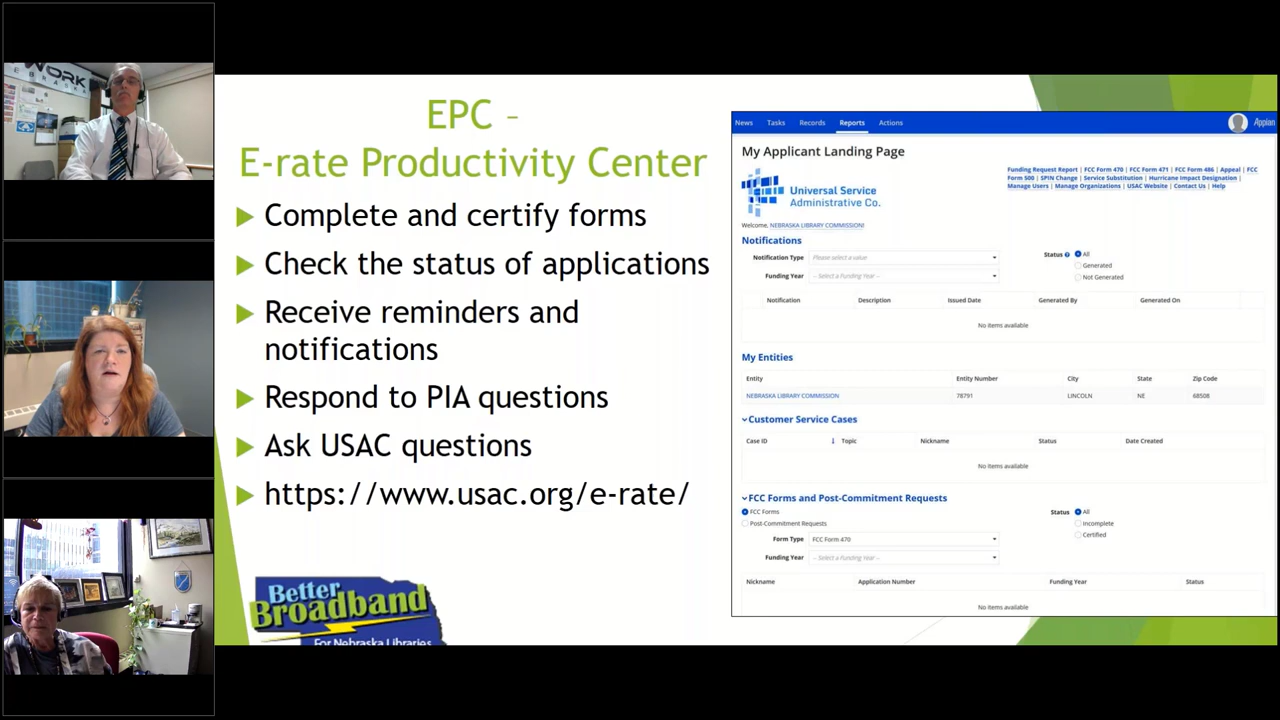 WORK
EPC –
E-rate Productivity Center
Complete and certify forms
Check the status of applications
Receive reminders and
notifications
Respond to PIA questions
Ask USAC questions
https://www.usac.org/e-rate/
Better
Broadband
For Nebraska Libraries
News Tasks Records Reports Actions
Appian
My Applicant Landing Page
Universal Service
Administrative Co.
Funding Request Report | FCC Form 470 | FCC Form 471 | FCC Form 486 | Appeal | FCC
Form 500 | SPIN Change | Service Substitution | Hurricane Impact Designation |
Manage Users | Manage Organizations | USAC Website | Contact Us | Help
Welcome, NEBRASKA LIBRARY COMMISSION!
Notifications
Notification Type Please select a value
Status All
Generated
Funding Year -- Select a Funding Year --
Not Generated
Notification Description Issued Date Generated By Generated On
No items available
My Entities
Entity Entity Number City State Zip Code
NEBRASKA LIBRARY COMMISSION 78791 LINCOLN NE 68508
Customer Service Cases
Case ID Topic Nickname Status Date Created
No items available
FCC Forms and Post-Commitment Requests
FCC Forms Status All
Post-Commitment Requests Incomplete
Certified
Form Type FCC Form 470
Funding Year -- Select a Funding Year --
Nickname Application Number Funding Year Status
No items available